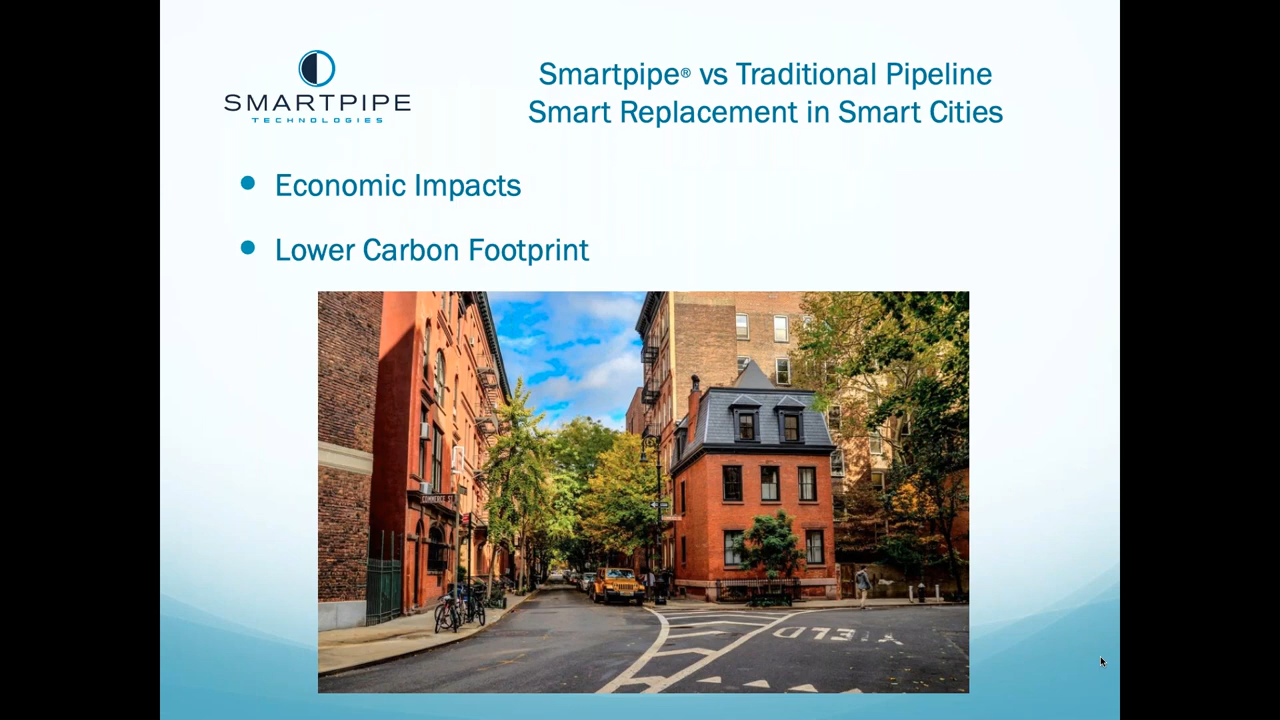 SMARTPIPE
TECHNOLOGIES
Smartpipe® vs Traditional Pipeline
Smart Replacement in Smart Cities
• Economic Impacts
• Lower Carbon Footprint
COMMERCE ST
YIELD